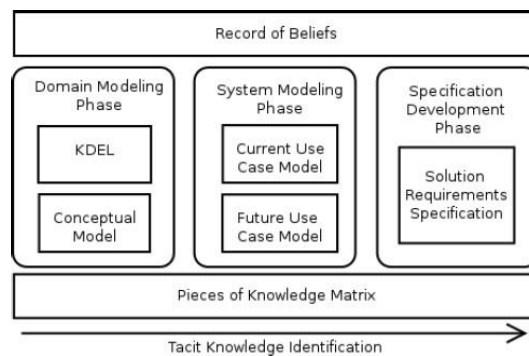 Record of Beliefs
Domain Modeling
Phase
KDEL
Conceptual
Model
System Modeling
Phase
Current Use
Case Model
Future Use
Case Model
Specification
Development
Phase
Solution
Requirements
Specification
Pieces of Knowledge Matrix
Tacit Knowledge Identification